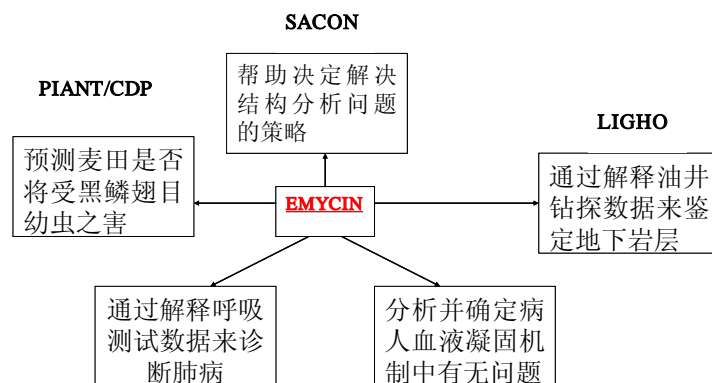 SACON
帮助决定解决
结构分析问题
的策略
PIANT/CDP
预测麦田是否
将受黑鳞翅目
幼虫之害
EMYCIN
LIGHO
通过解释油井
钻探数据来鉴
定地下岩层
通过解释呼吸
测试数据来诊
断肺病
分析并确定病
人血液凝固机
制中有无问题